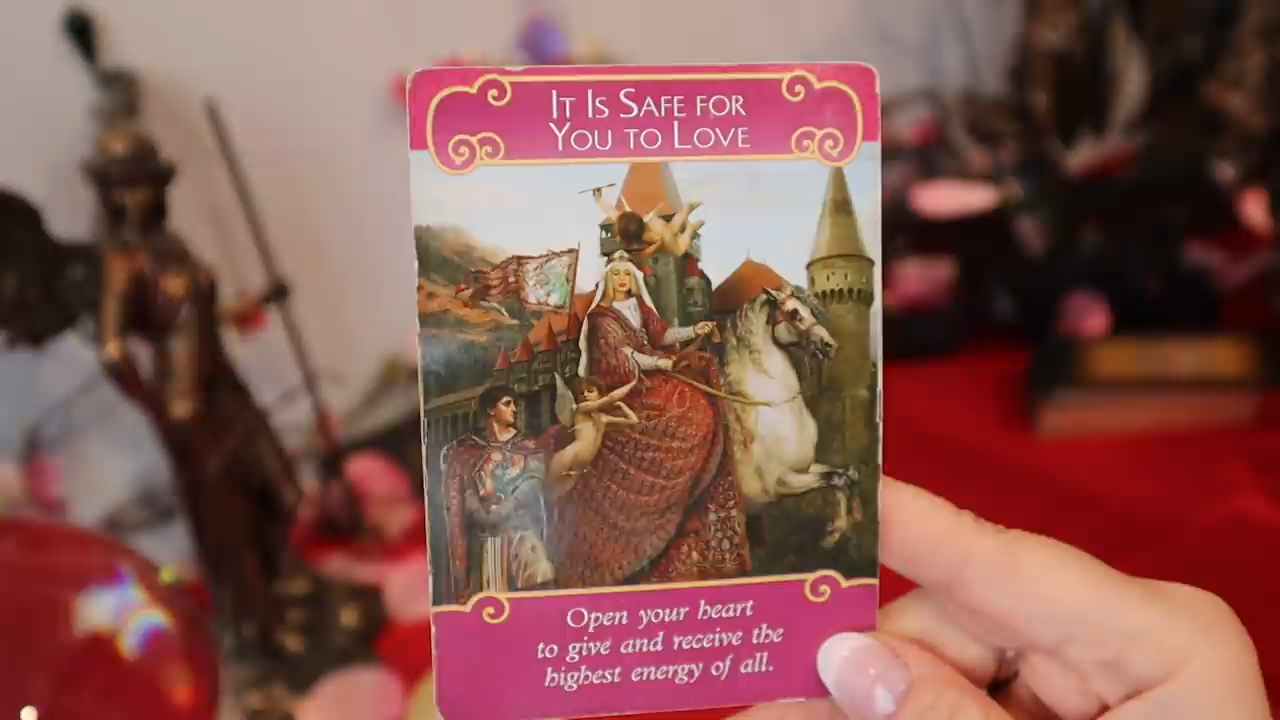 It Is Safe for
You to Love
Open your heart
to give and receive the
highest energy of all.